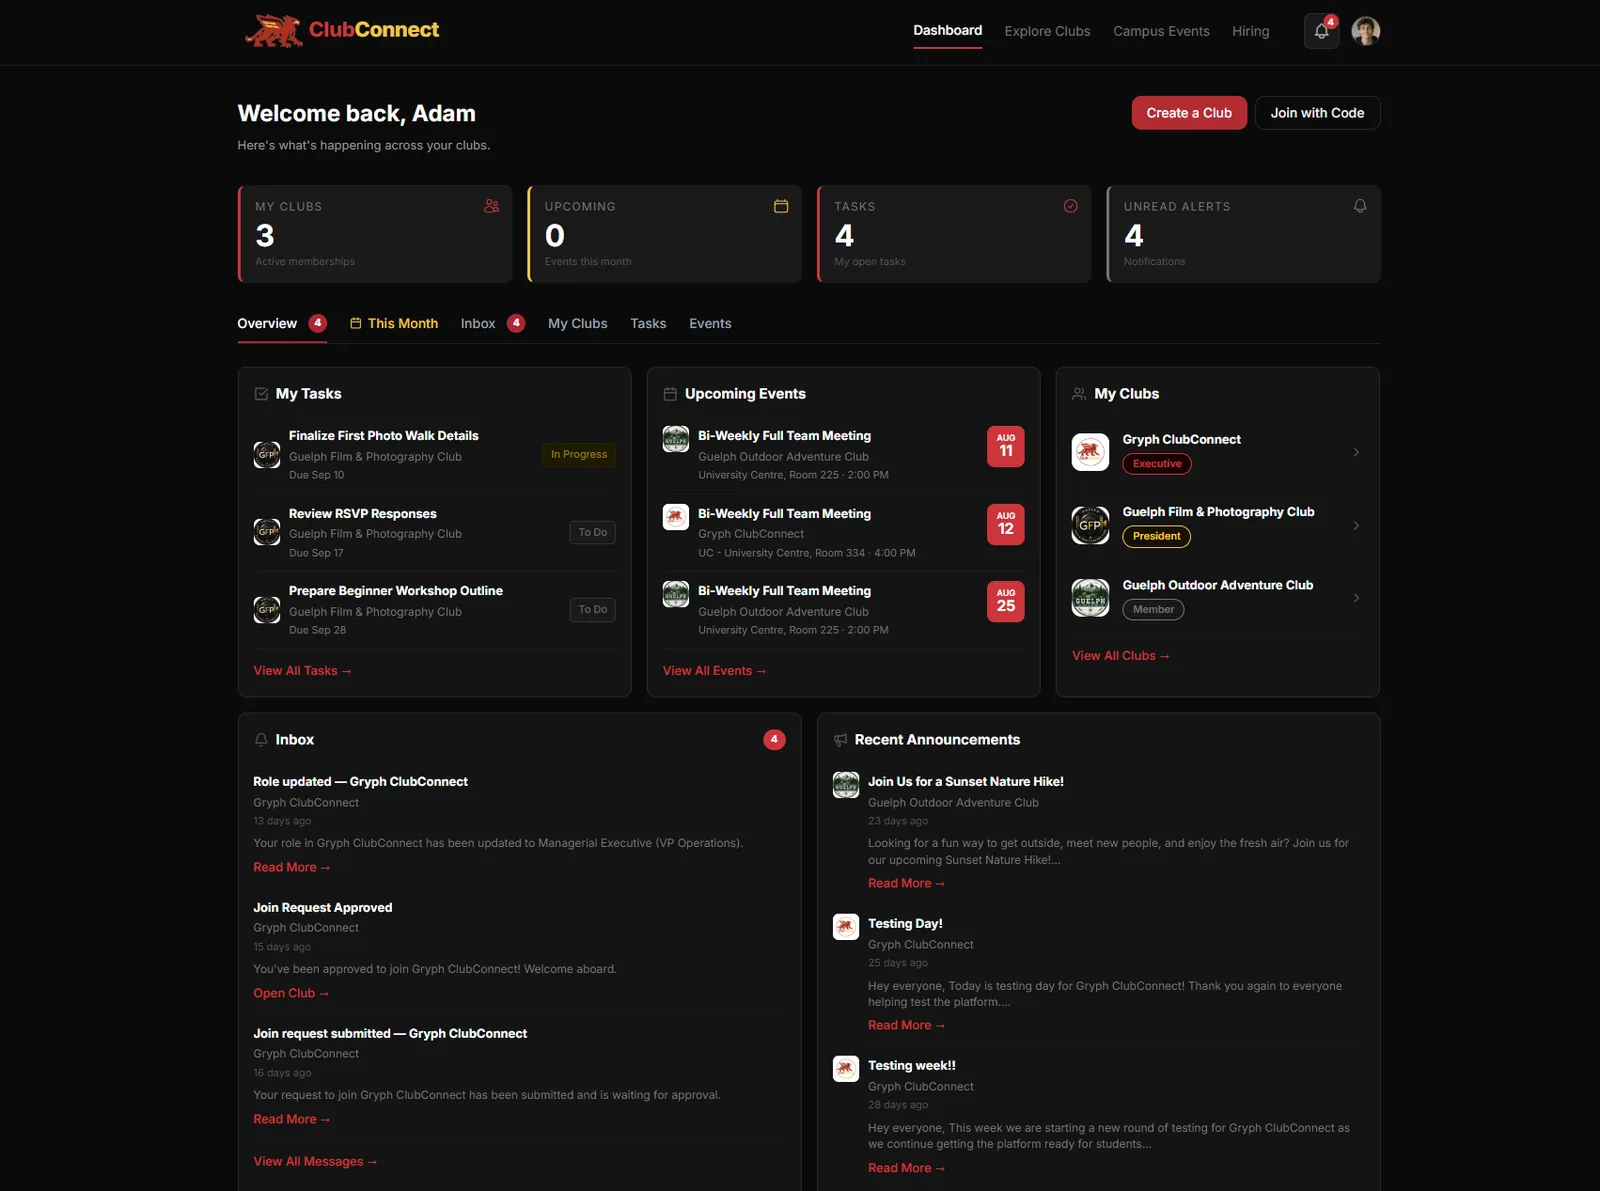 ClubConnect
Dashboard
Explore Clubs
Campus Events
Hiring
4
Welcome back, Adam
Here's what's happening across your clubs.
Create a Club
Join with Code
MY CLUBS
3
Active memberships
UPCOMING
0
Events this month
TASKS
4
My open tasks
UNREAD ALERTS
4
Notifications
Overview 4
This Month
Inbox 4
My Clubs
Tasks
Events
My Tasks
GFP
Finalize First Photo Walk Details
Guelph Film & Photography Club
Due Sep 10
In Progress
GFP
Review RSVP Responses
Guelph Film & Photography Club
Due Sep 17
To Do
GFP
Prepare Beginner Workshop Outline
Guelph Film & Photography Club
Due Sep 28
To Do
View All Tasks →
Upcoming Events
GUELPH
Bi-Weekly Full Team Meeting
Guelph Outdoor Adventure Club
University Centre, Room 225 · 2:00 PM
AUG
11
Bi-Weekly Full Team Meeting
Gryph ClubConnect
UC - University Centre, Room 334 · 4:00 PM
AUG
12
GUELPH
Bi-Weekly Full Team Meeting
Guelph Outdoor Adventure Club
University Centre, Room 225 · 2:00 PM
AUG
25
View All Events →
My Clubs
Gryph ClubConnect
Executive
GFP
Guelph Film & Photography Club
President
GUELPH
Guelph Outdoor Adventure Club
Member
View All Clubs →
Inbox
4
Role updated — Gryph ClubConnect
Gryph ClubConnect
13 days ago
Your role in Gryph ClubConnect has been updated to Managerial Executive (VP Operations).
Read More →
Join Request Approved
Gryph ClubConnect
15 days ago
You've been approved to join Gryph ClubConnect! Welcome aboard.
Open Club →
Join request submitted — Gryph ClubConnect
Gryph ClubConnect
16 days ago
Your request to join Gryph ClubConnect has been submitted and is waiting for approval.
Read More →
View All Messages →
Recent Announcements
GUELPH
Join Us for a Sunset Nature Hike!
Guelph Outdoor Adventure Club
23 days ago
Looking for a fun way to get outside, meet new people, and enjoy the fresh air? Join us for
our upcoming Sunset Nature Hike!...
Read More →
Testing Day!
Gryph ClubConnect
25 days ago
Hey everyone, Today is testing day for Gryph ClubConnect! Thank you again to everyone
helping test the platform....
Read More →
Testing week!!
Gryph ClubConnect
28 days ago
Hey everyone, This week we are starting a new round of testing for Gryph ClubConnect as
we continue getting the platform ready for students...
Read More →